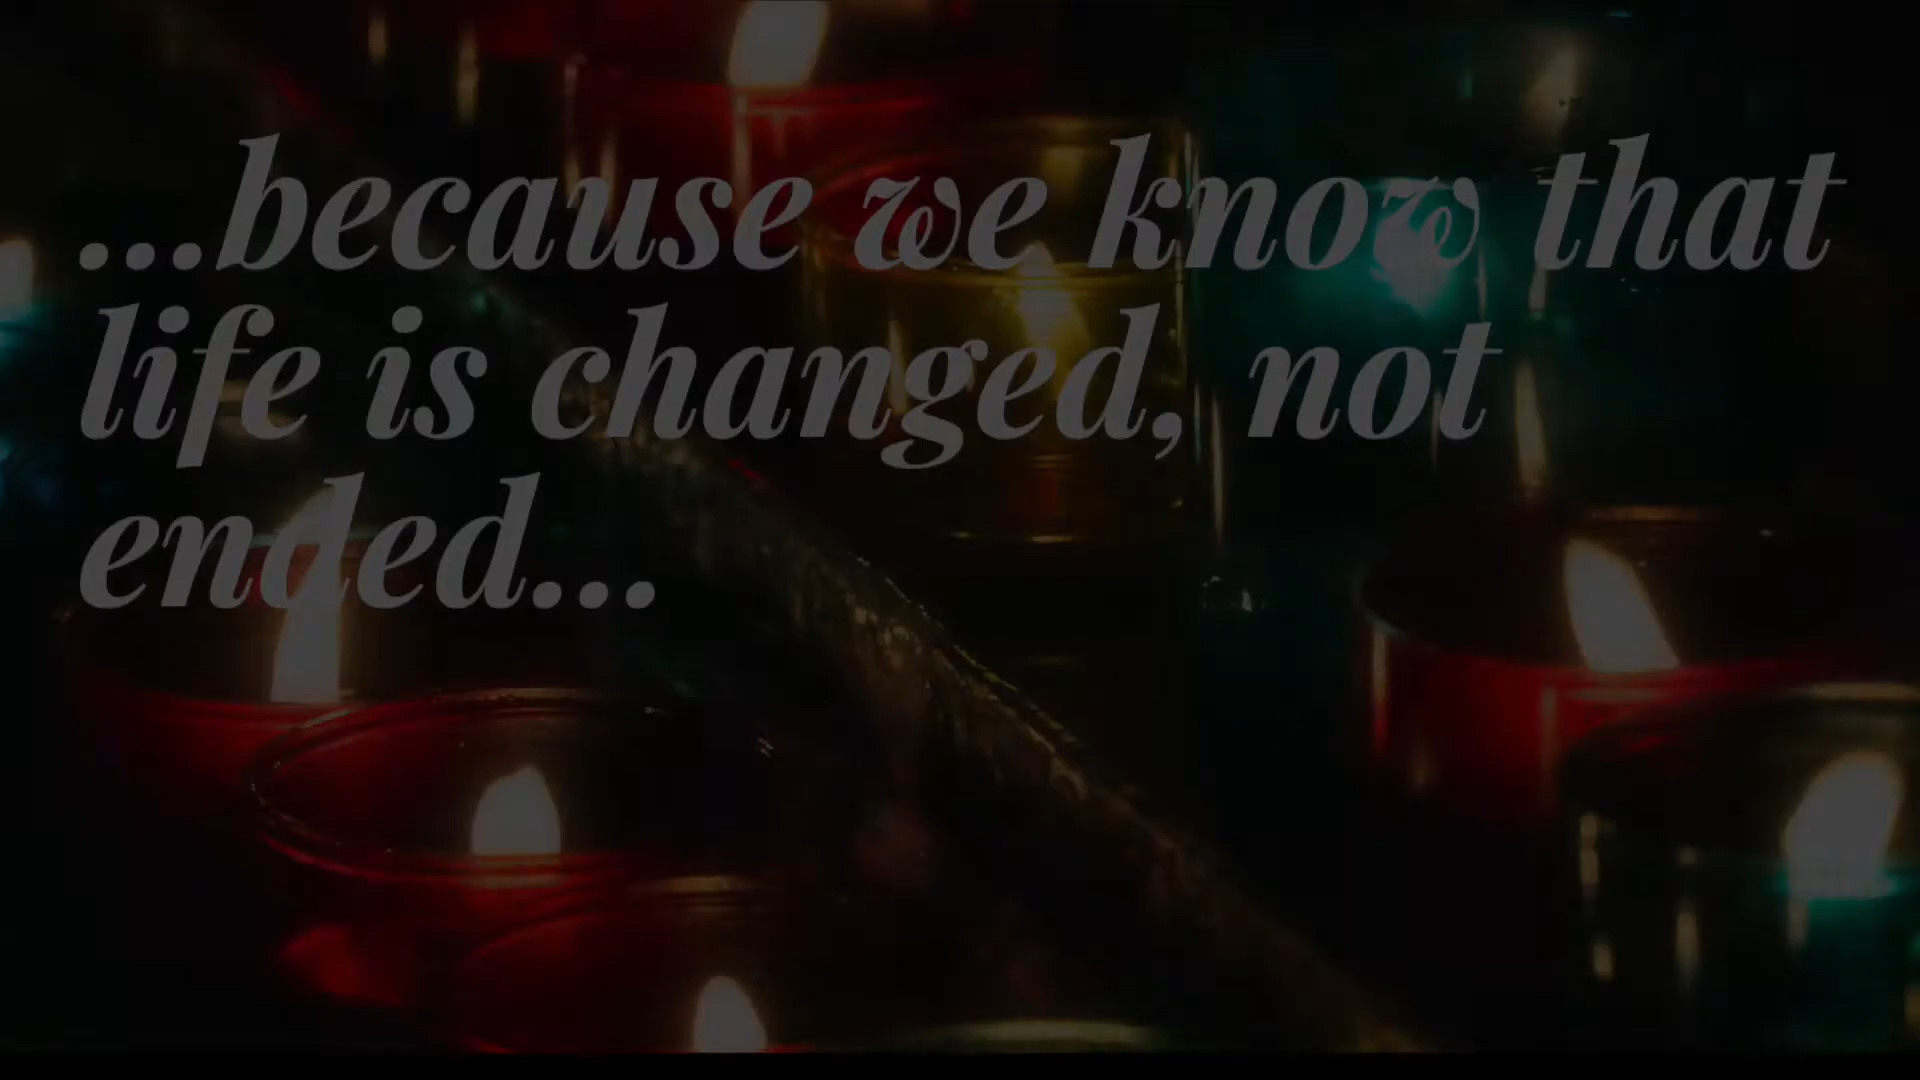 ...because we know that
life is changed, not
ended...